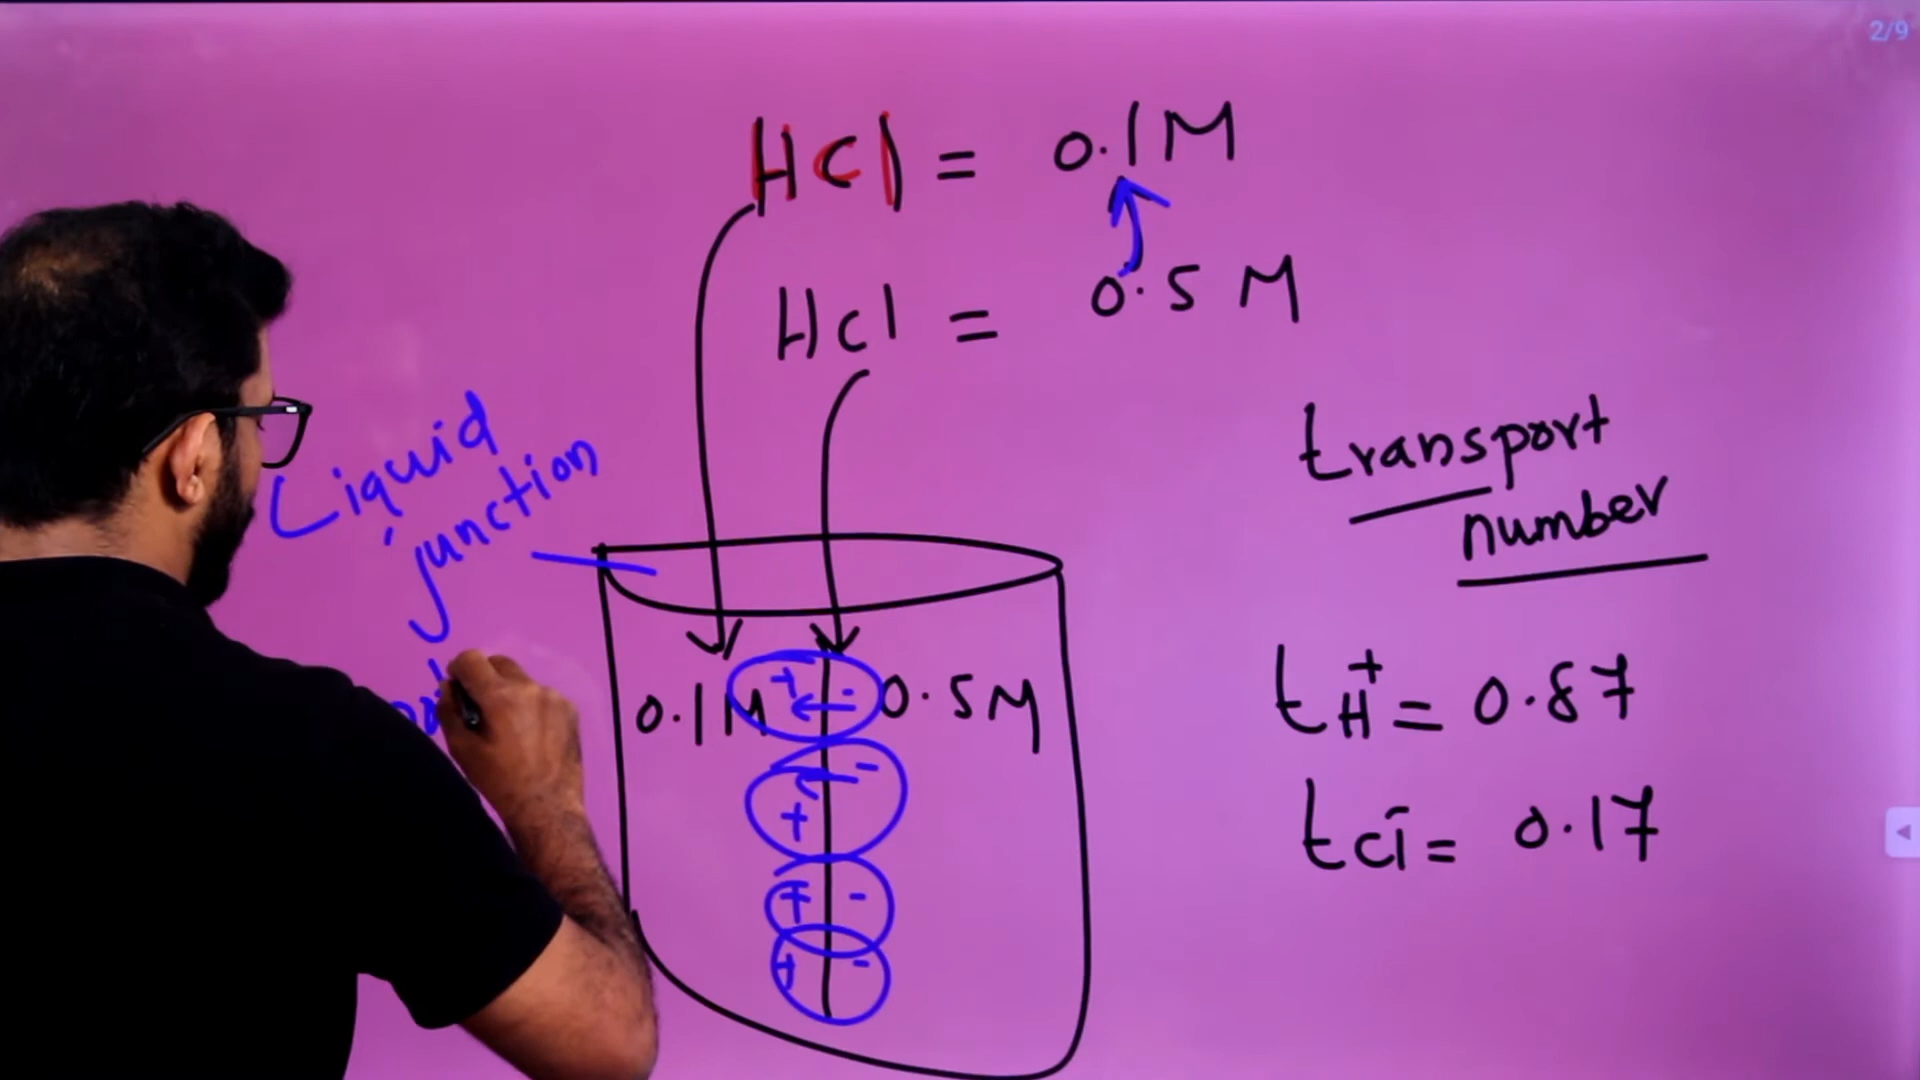 2/9
HCl = 0.1M
HCl = 0.5 M
Liquid
junction
transport
number
0.1M + - 0.5M
- +
+ -
+ -
tH+ = 0.87
tCl- = 0.17